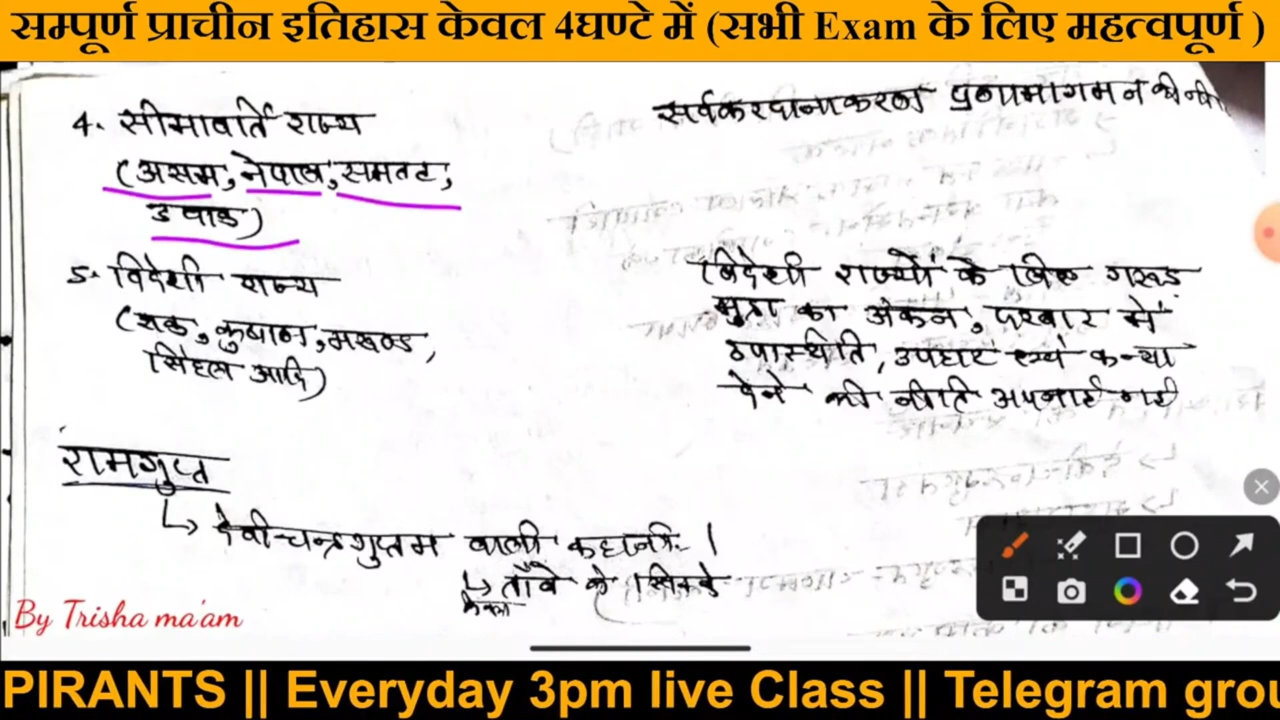 सम्पूर्ण प्राचीन इतिहास केवल 4घण्टे में (सभी Exam के लिए महत्वपूर्ण )
4. सीमावर्ति राज्य
(असम, नेपाल, समतट,
डवाक)
सर्वकरदानाकरण प्रणामागमन की
5. विदेशी राज्य
(शक, कुषाण, मरुण्ड,
सिंहल आदि)
विदेशी राज्यों के लिए गरुड़
मुद्रा का अंकन, दरबार में
उपास्थिति, उपहार एवं कन्या
देने की नीति अपनाई गई
रामगुप्त
↳ देवीचन्द्रगुप्तम वाली कहानी।
↳ ताँबे के सिक्के
By Trisha ma'am
PIRANTS || Everyday 3pm live Class || Telegram grou